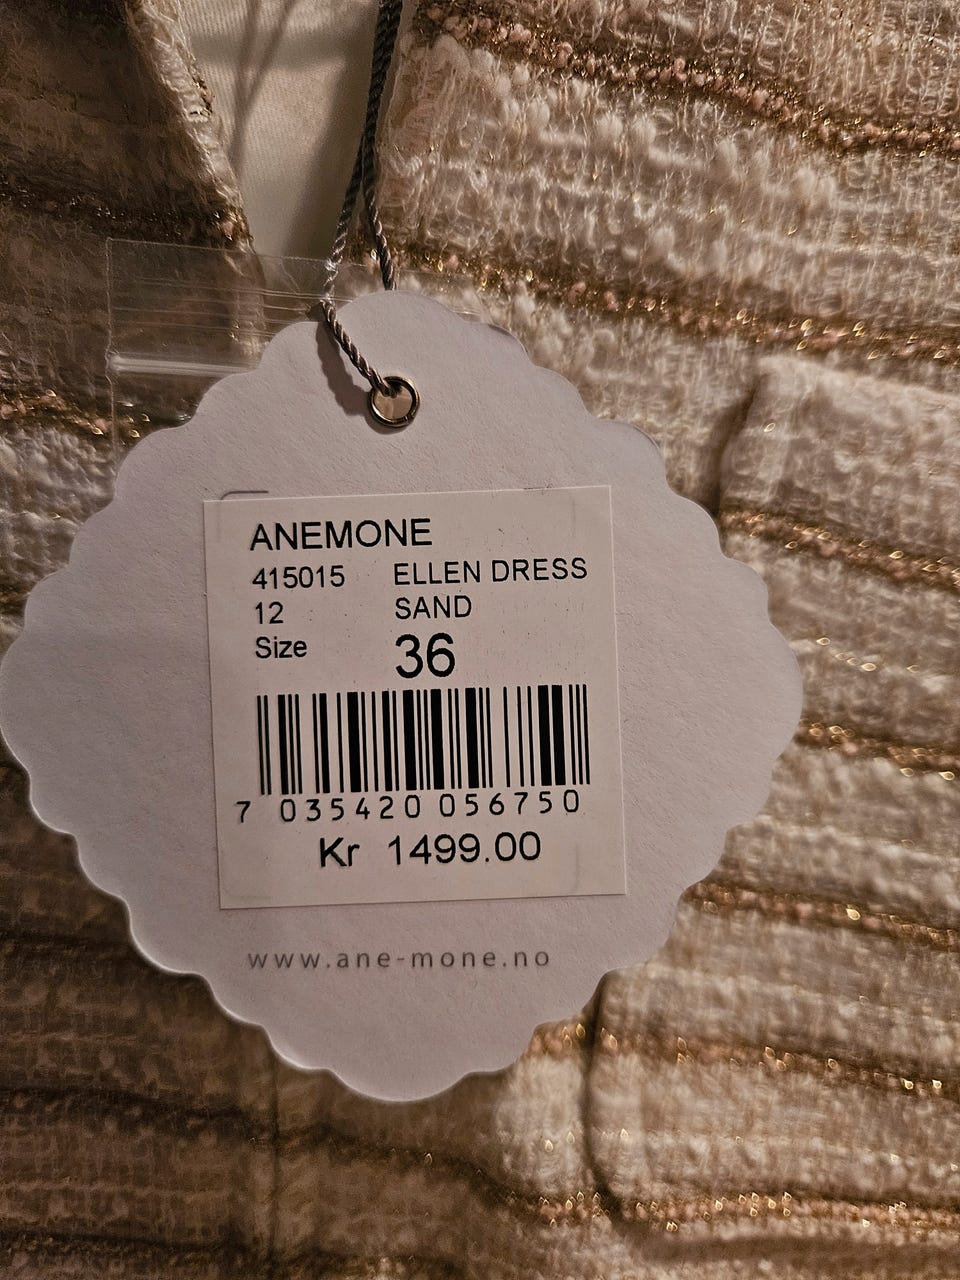 ANEMONE
415015 ELLEN DRESS
12 SAND
Size 36
7 035420 056750
Kr 1499.00
www.ane-mone.no